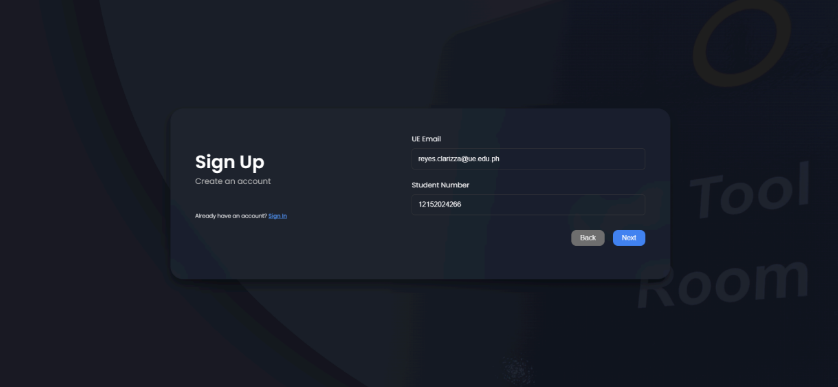 Sign Up
Create an account
Already have an account? Sign In
UE Email
reyes.clarizza@ue.edu.ph
Student Number
12152024266
Back
Next
Tool
Room